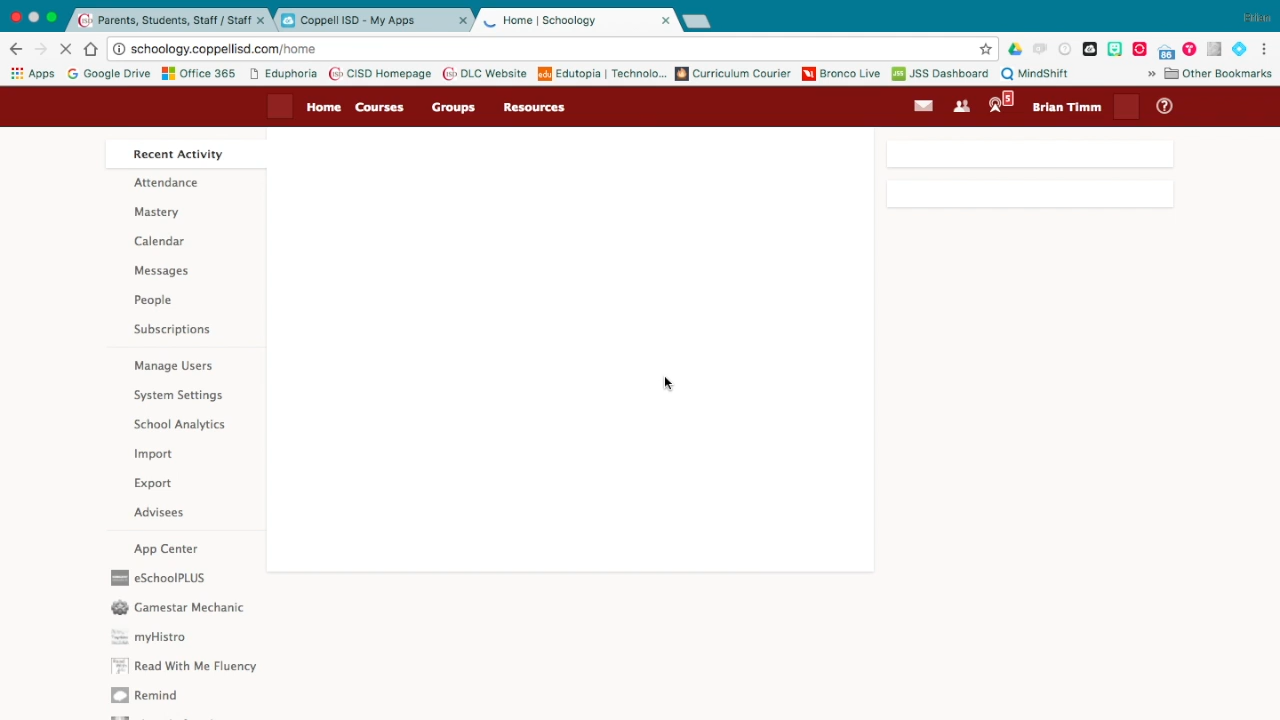 Parents, Students, Staff / Staff
Coppell ISD - My Apps
Home | Schoology
schoology.coppellisd.com/home
Apps Google Drive Office 365 Eduphoria CISD Homepage DLC Website Edutopia | Technolo... Curriculum Courier Bronco Live JSS Dashboard MindShift » Other Bookmarks
Home Courses Groups Resources 5 Brian Timm
Recent Activity
Attendance
Mastery
Calendar
Messages
People
Subscriptions
Manage Users
System Settings
School Analytics
Import
Export
Advisees
App Center
eSchoolPLUS
Gamestar Mechanic
myHistro
Read With Me Fluency
Remind